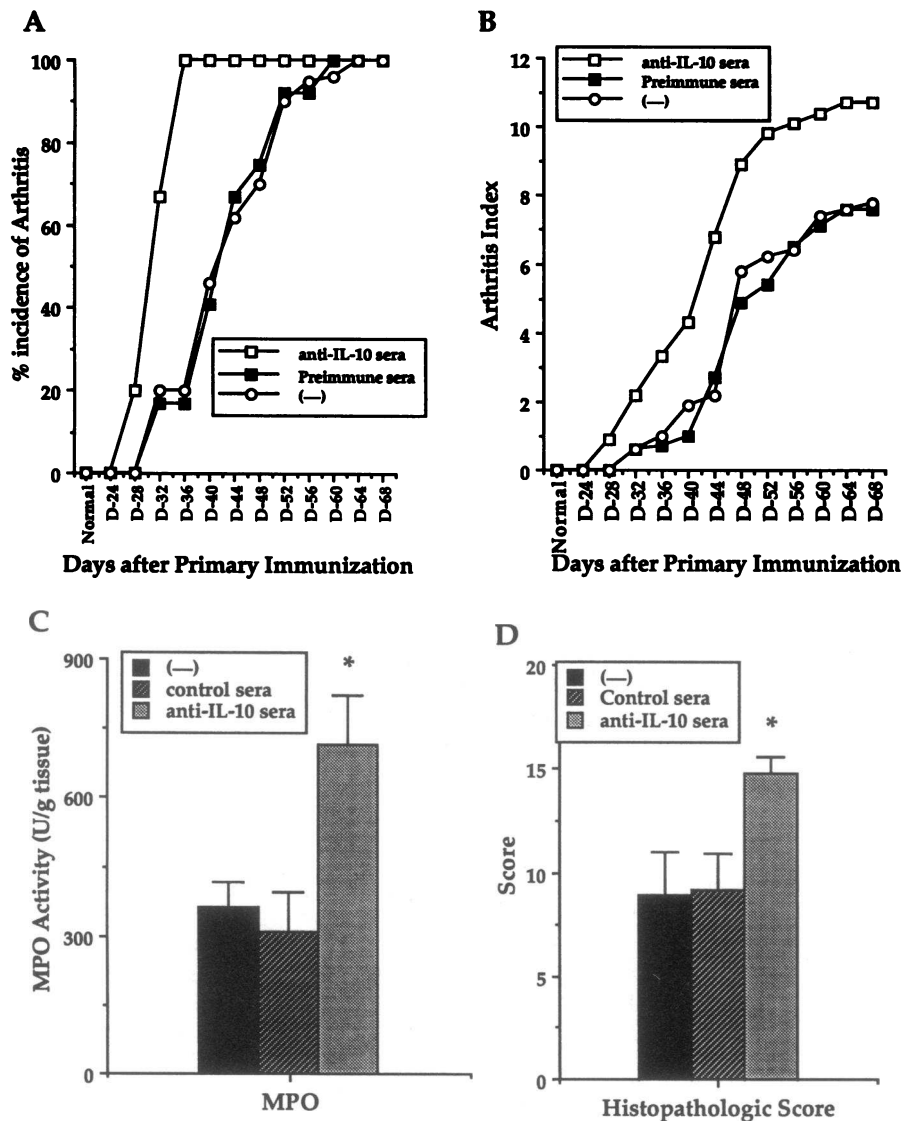 A
100
80
60
40
20
0
% incidence of Arthritis
anti-IL-10 sera
Preimmune sera
(—)
Normal
D-24
D-28
D-32
D-36
D-40
D-44
D-48
D-52
D-56
D-60
D-64
D-68
Days after Primary Immunization
B
12
10
8
6
4
2
0
Arthritis Index
anti-IL-10 sera
Preimmune sera
(—)
Normal
D-24
D-28
D-32
D-36
D-40
D-44
D-48
D-52
D-56
D-60
D-64
D-68
Days after Primary Immunization
C
900
600
300
0
MPO Activity (U/g tissue)
(—)
control sera
anti-IL-10 sera
*
MPO
D
20
15
10
5
0
Score
(—)
Control sera
anti-IL-10 sera
*
Histopathologic Score